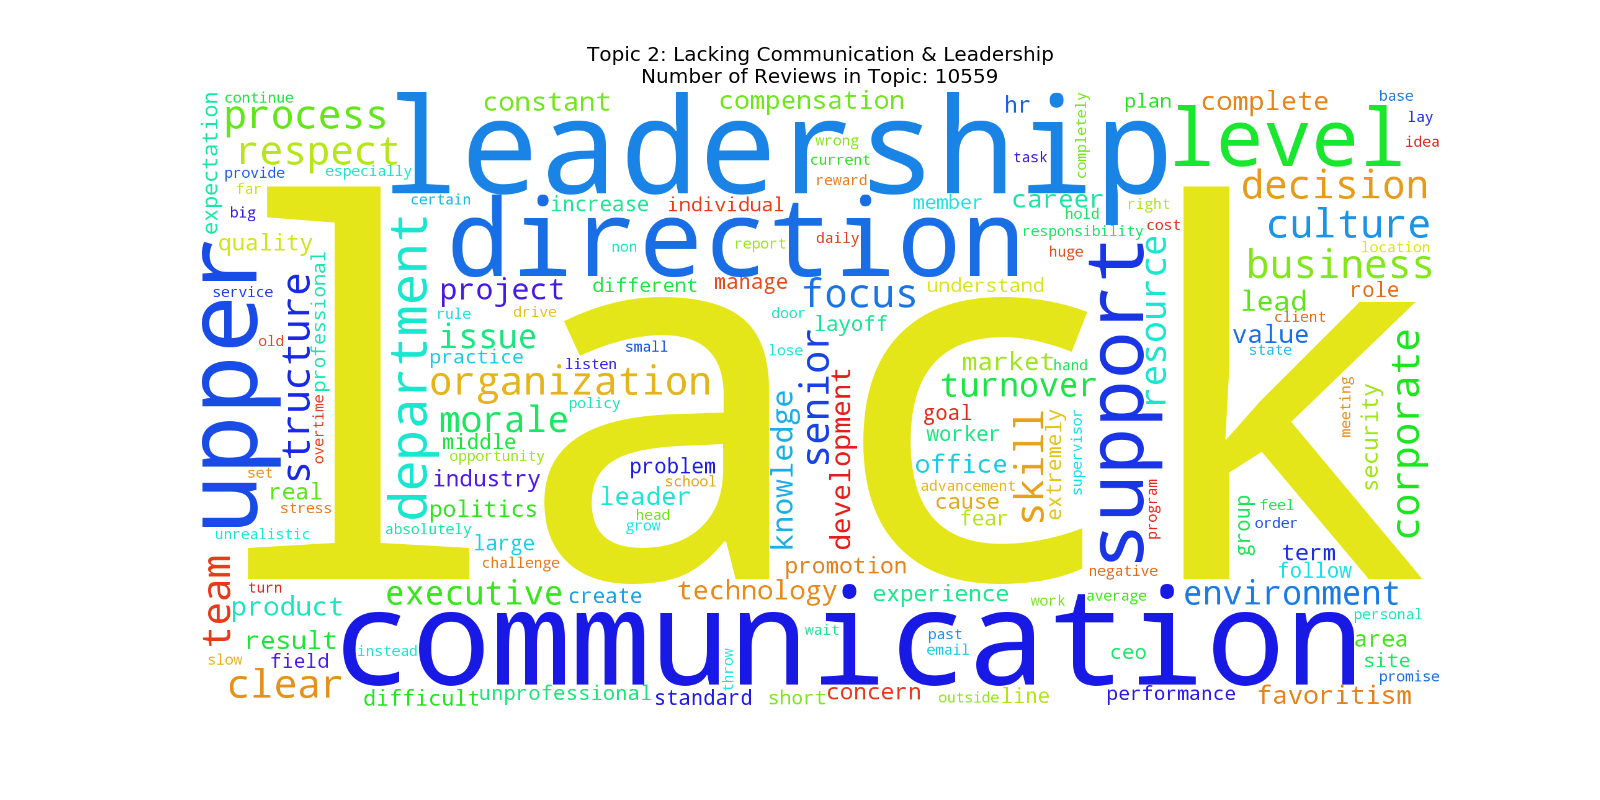 Topic 2: Lacking Communication & Leadership
Number of Reviews in Topic: 10559
continue
process
respect
expectation
provide
especially
far
big
quality
constant
compensation
hr
completely
plan
complete
base
lay
idea
leadership
level
wrong
current
reward
task
certain
increase
individual
member
career
hold
right
responsibility
cost
decision
culture
location
business
direction
non
report
daily
huge
upper
service
old
structure
professional
overtime
department
project
different
manage
focus
understand
support
resource
lead
role
client
value
state
rule
drive
door
layoff
issue
practice
listen
small
lose
senior
market
hand
turnover
organization
policy
morale
middle
opportunity
industry
politics
absolutely
large
challenge
problem
school
leader
head
grow
knowledge
development
goal
worker
office
advancement
cause
fear
skill
extremely
supervisor
program
meeting
security
corporate
group
feel
order
term
follow
lack
set
real
stress
unrealistic
team
turn
product
result
slow
field
clear
executive
create
technology
promotion
experience
work
average
negative
environment
personal
communication
instead
wait
past
email
ceo
area
site
promise
difficult
unprofessional
standard
throw
short
concern
outside
line
performance
favoritism